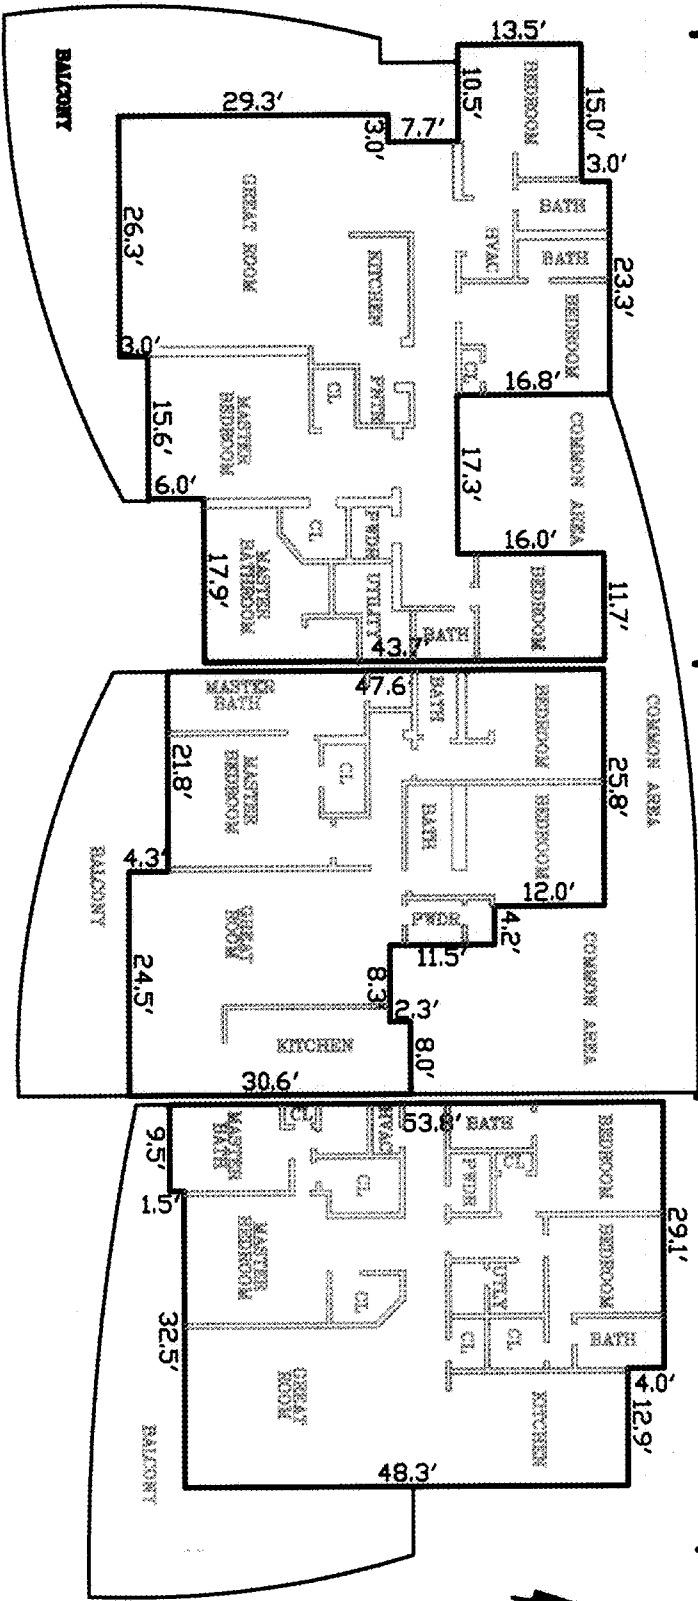 13.5'
10.5'
BEDROOM
15.0'
3.0'
BALCONY
29.3'
3.0'
7.7'
BATH
GREAT ROOM
26.3'
HVAC
BATH
23.3'
KITCHEN
BEDROOM
3.0'
CL
16.8'
CL
PWDR
MASTER
BEDROOM
15.6'
COMMON AREA
17.3'
6.0'
CL
PWDR
16.0'
17.9'
MASTER
BATHROOM
UTILITY
BEDROOM
11.7'
BATH
43.7'
47.6'
MASTER
BATH
BATH
BEDROOM
COMMON AREA
21.8'
MASTER
BEDROOM
CL
25.8'
BATH
BEDROOM
BALCONY
4.3'
12.0'
GREAT
ROOM
PWDR
4.2'
11.5'
24.5'
8.3'
2.3'
COMMON AREA
KITCHEN
8.0'
30.6'
9.5'
MASTER
BATH
CL
HVAC
53.8'
BATH
BEDROOM
CL
PWDR
CL
1.5'
MASTER
BEDROOM
29.1'
BEDROOM
CL
UTLY
32.5'
CL
CL
BATH
4.0'
GREAT
ROOM
KITCHEN
12.9'
BALCONY
48.3'